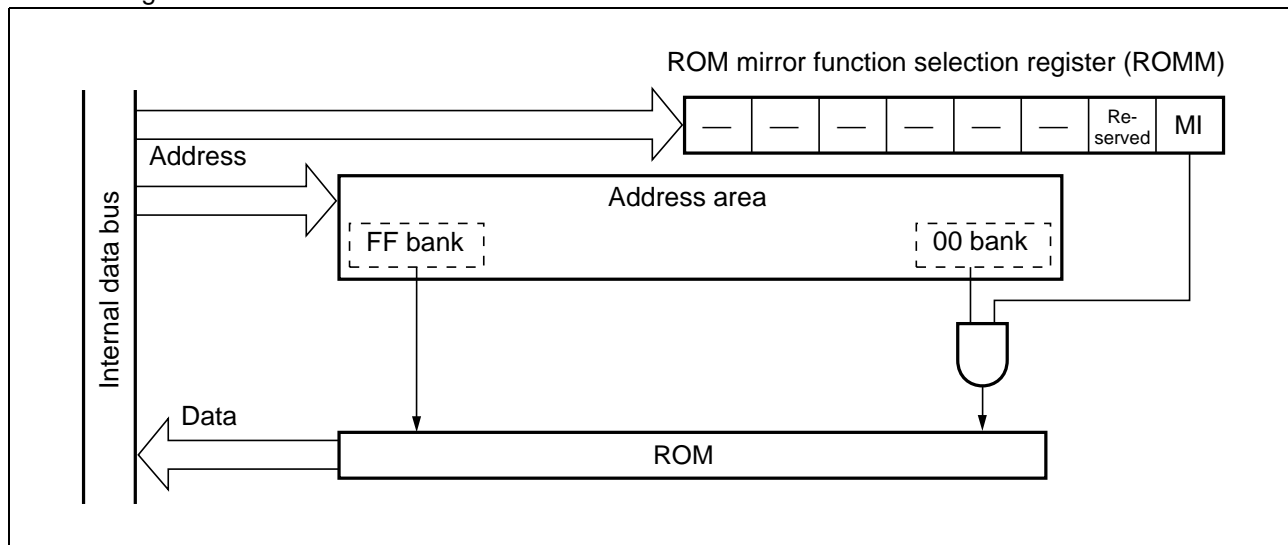 ROM mirror function selection register (ROMM)
— — — — — — Re-
served MI
Address
Address area
FF bank 00 bank
Internal data bus
Data
ROM